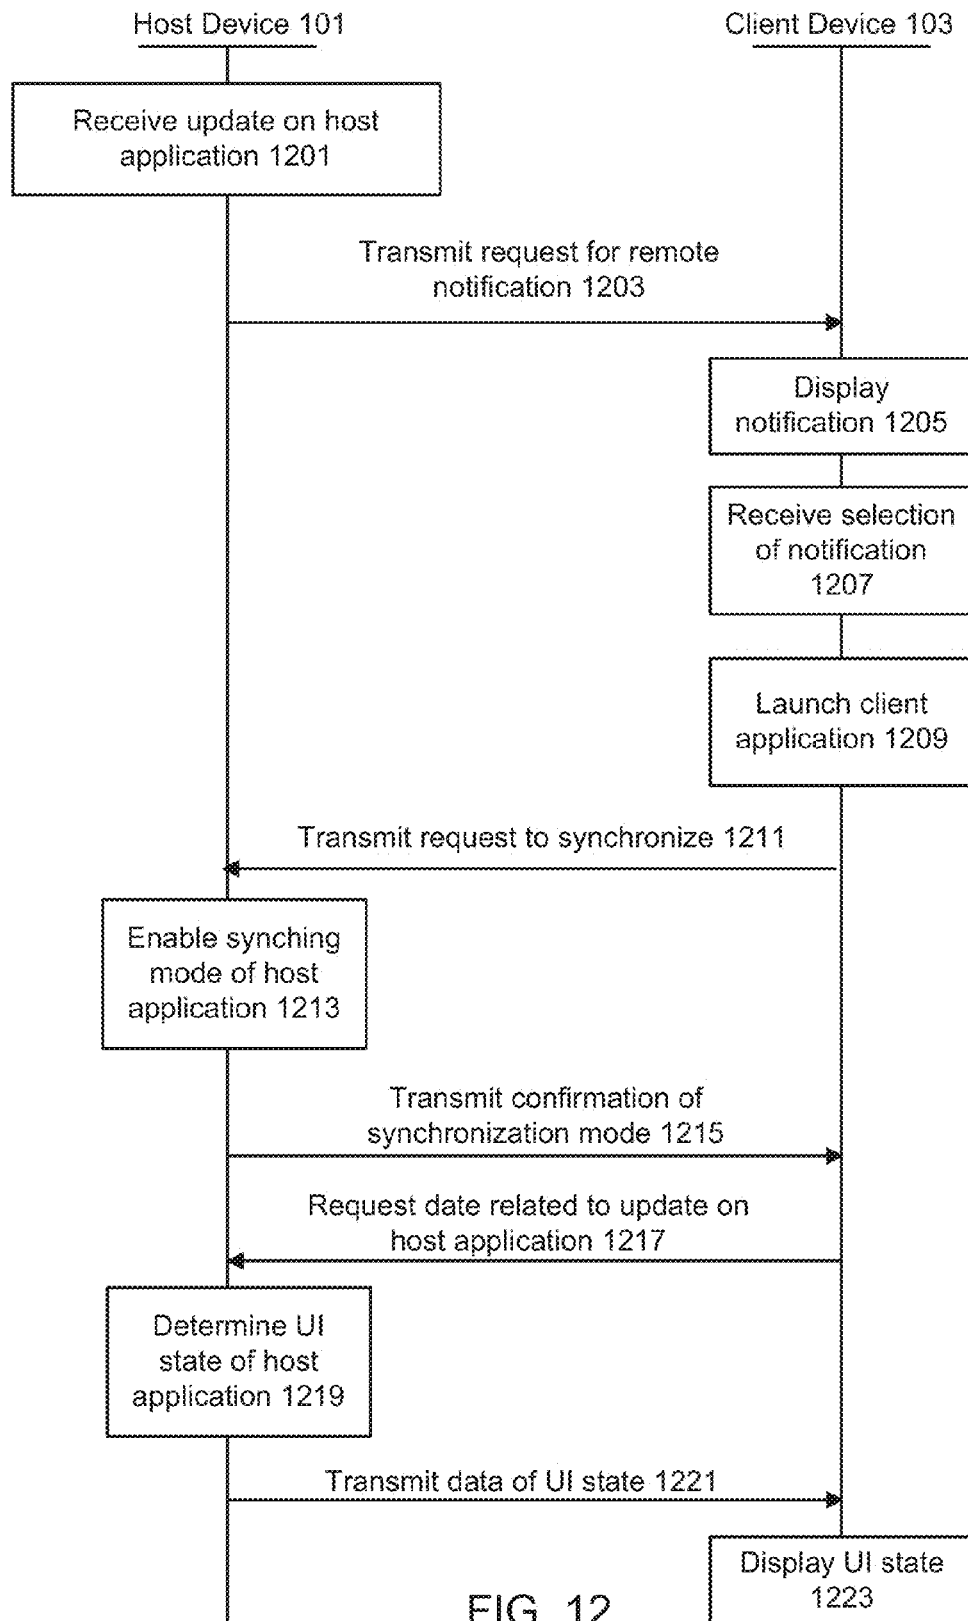 Host Device 101
Client Device 103
Receive update on host
application 1201
Transmit request for remote
notification 1203
Display
notification 1205
Receive selection
of notification
1207
Launch client
application 1209
Transmit request to synchronize 1211
Enable synching
mode of host
application 1213
Transmit confirmation of
synchronization mode 1215
Request date related to update on
host application 1217
Determine UI
state of host
application 1219
Transmit data of UI state 1221
Display UI state
1223
FIG. 12